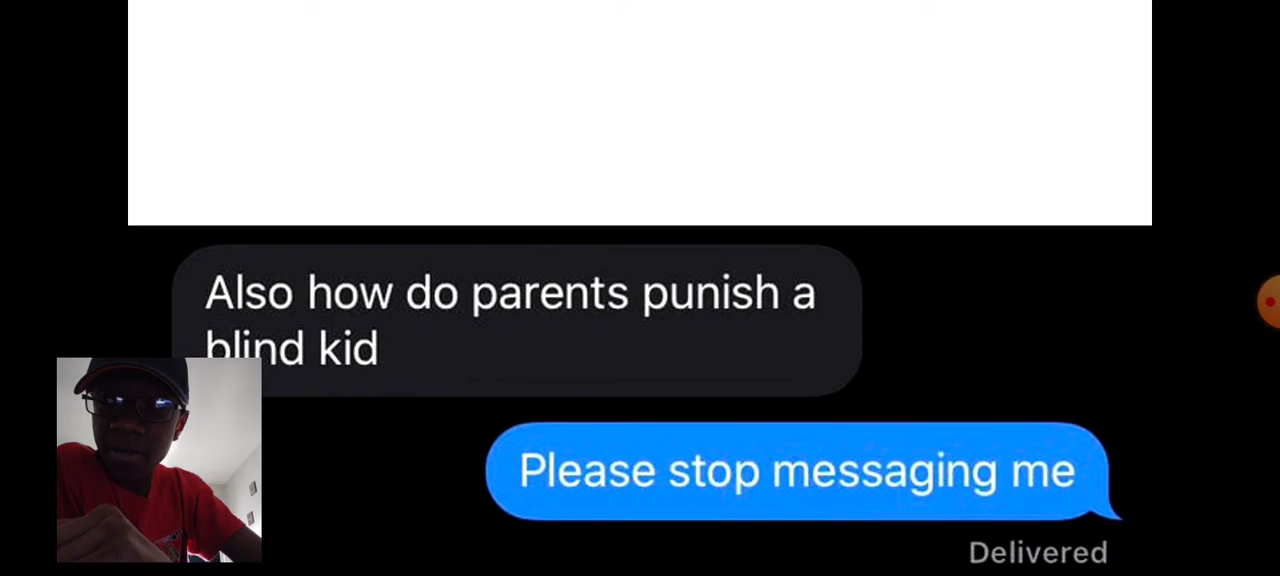 Also how do parents punish a
blind kid
Please stop messaging me
Delivered